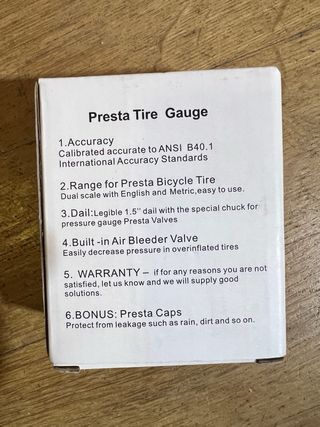 Presta Tire Gauge
1.Accuracy
Calibrated accurate to ANSI B40.1
International Accuracy Standards
2.Range for Presta Bicycle Tire
Dual scale with English and Metric,easy to use.
3.Dail:Legible 1.5" dail with the special chuck for
pressure gauge Presta Valves
4.Built-in Air Bleeder Valve
Easily decrease pressure in overinflated tires
5. WARRANTY – if for any reasons you are not
satisfied, let us know and we will supply good
solutions.
6.BONUS: Presta Caps
Protect from leakage such as rain, dirt and so on.